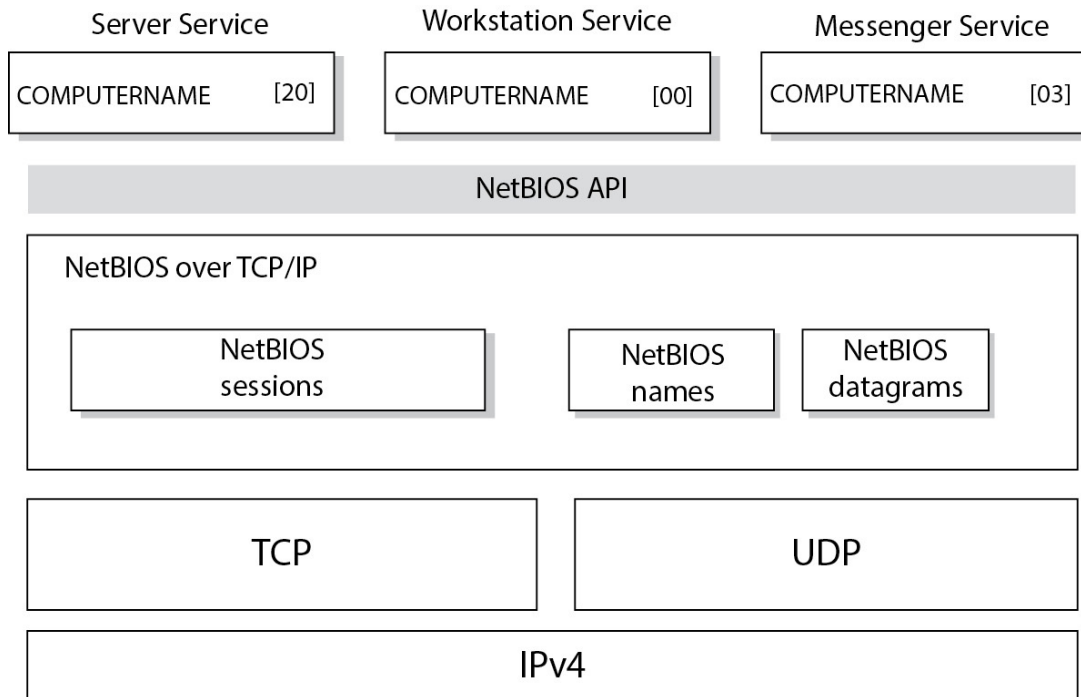 Server Service
Workstation Service
Messenger Service
COMPUTERNAME [20]
COMPUTERNAME [00]
COMPUTERNAME [03]
NetBIOS API
NetBIOS over TCP/IP
NetBIOS
sessions
NetBIOS
names
NetBIOS
datagrams
TCP
UDP
IPv4